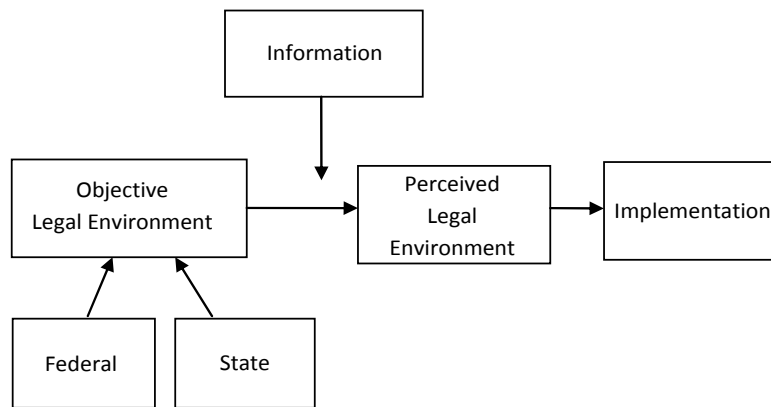 Information
Objective
Legal Environment
Perceived
Legal
Environment
Implementation
Federal
State